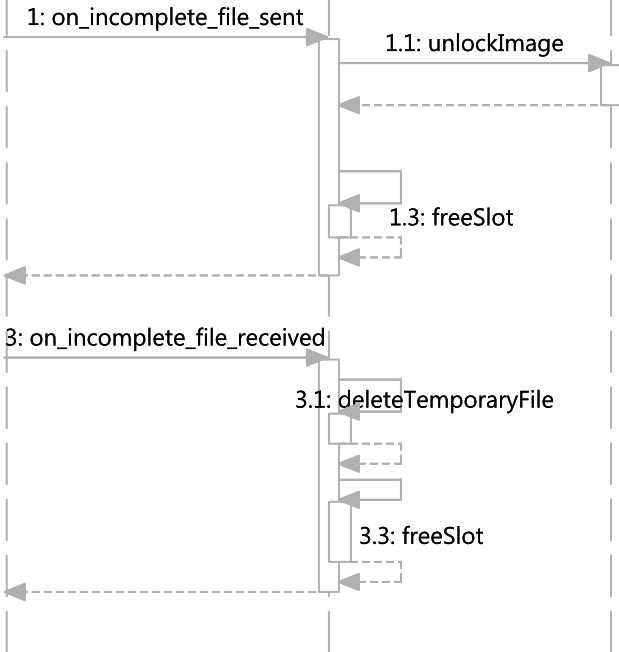 1: on_incomplete_file_sent
1.1: unlockImage
1.3: freeSlot
3: on_incomplete_file_received
3.1: deleteTemporaryFile
3.3: freeSlot